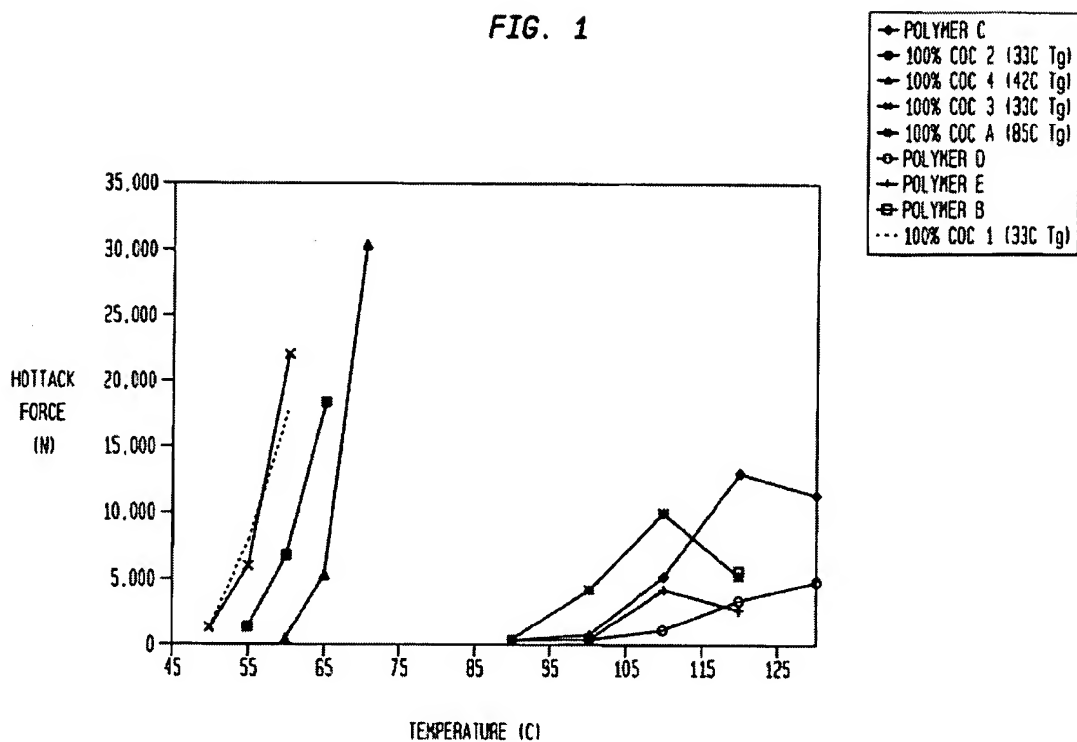 FIG. 1
POLYMER C
100% COC 2 (33C Tg)
100% COC 4 (42C Tg)
100% COC 3 (33C Tg)
100% COC A (85C Tg)
POLYMER D
POLYMER E
POLYMER B
100% COC 1 (33C Tg)
35,000
30,000
25,000
20,000
15,000
10,000
5,000
0
HOTTACK
FORCE
(N)
45 55 65 75 85 95 105 115 125
TEMPERATURE (C)